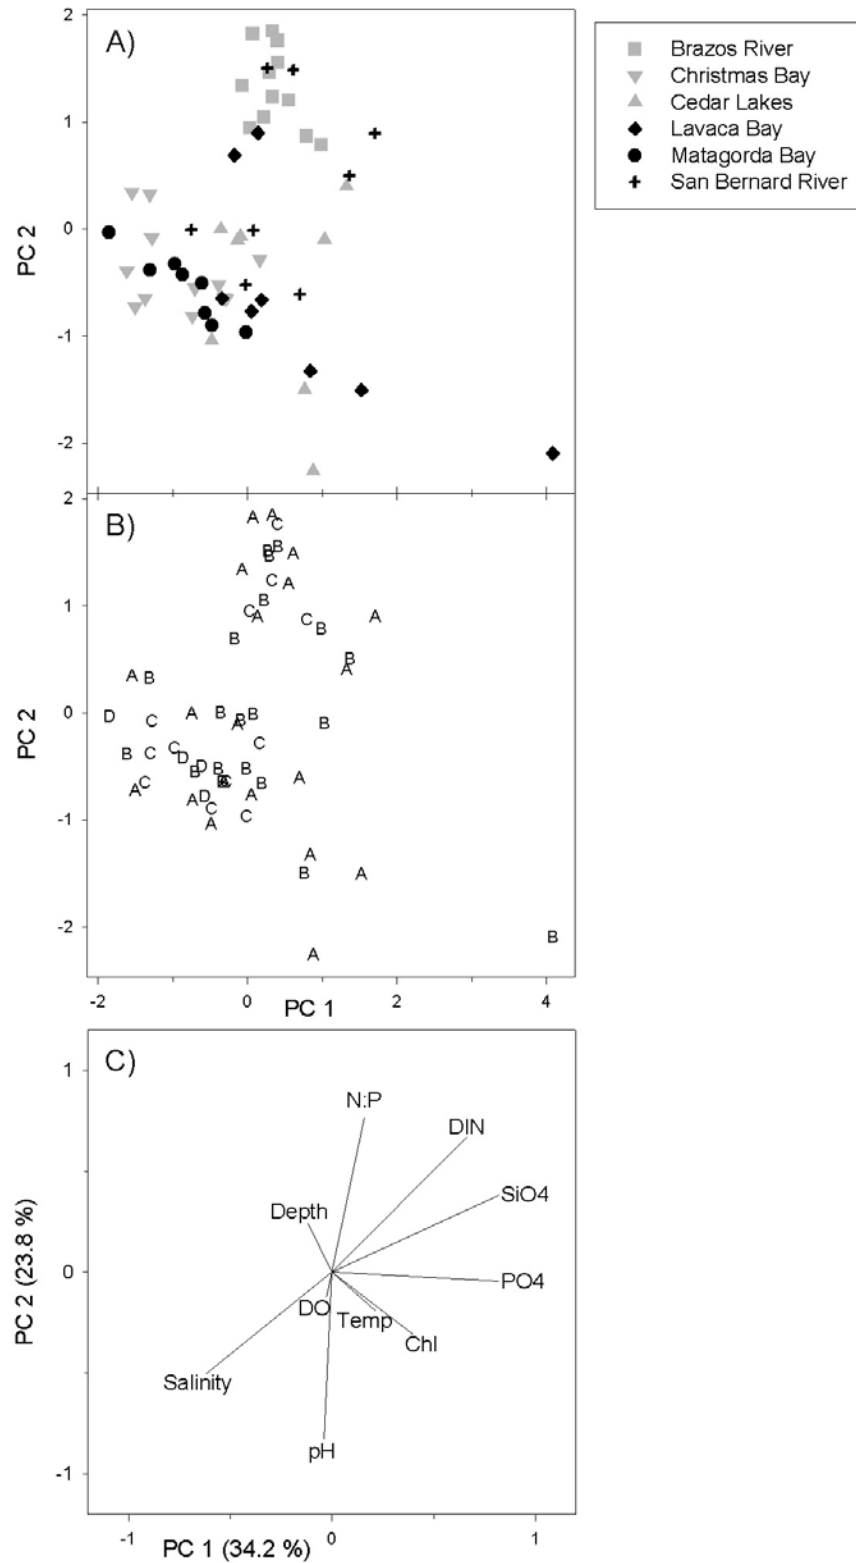 A)
Brazos River
Christmas Bay
Cedar Lakes
Lavaca Bay
Matagorda Bay
San Bernard River
2
1
0
-1
-2
PC 2
B)
2
1
0
-1
-2
PC 2
A A C
B B B A
A C A
B
C A C B A
B
B A
A B
D C A B B A B B
C
B C C D D B B B
A C A B A
A D C A C
A
A B A
B
A
-2 0 2 4
PC 1
C)
1
0
-1
PC 2 (23.8 %)
N:P
DIN
SiO4
Depth
PO4
DO
Temp
Chl
Salinity
pH
-1 0 1
PC 1 (34.2 %)